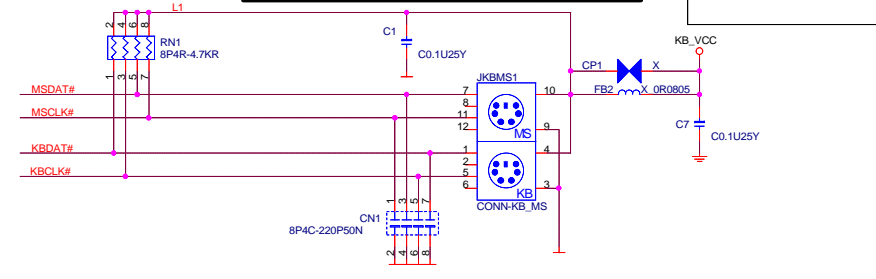 L1
2 4 6 8
RN1
8P4R-4.7KR
1 3 5 7
C1
C0.1U25Y
KB_VCC
CP1 X
FB2 X_0R0805
C7
C0.1U25Y
JKBMS1
MSDAT# 7 10
8
MSCLK# 11
12 MS 9
KBDAT# 1 4
2
KBCLK# 5
6 KB 3
CONN-KB_MS
1 3 5 7
CN1
8P4C-220P50N
2 4 6 8